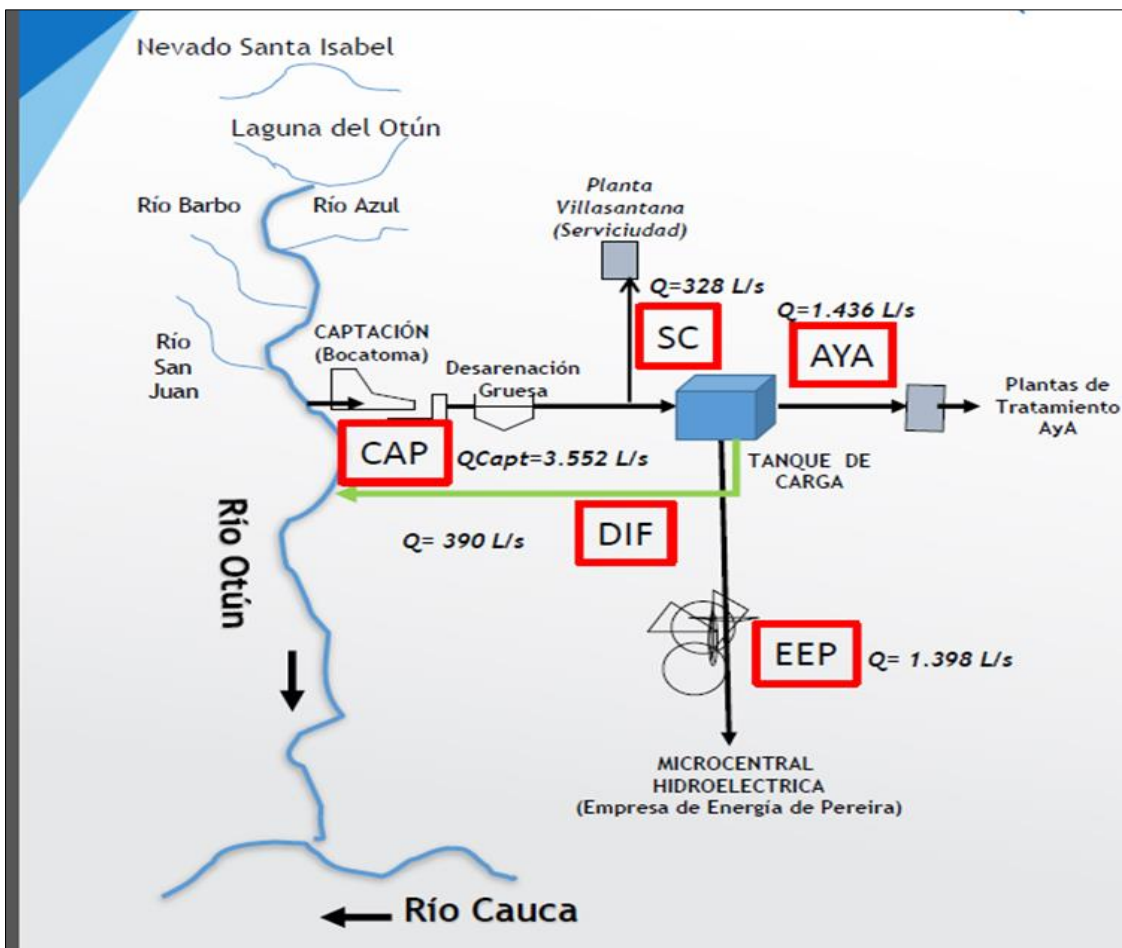 Nevado Santa Isabel
Laguna del Otún
Río Barbo
Río Azul
Planta
Villasantana
(Serviciudad)
Q=328 L/s
SC
Q=1.436 L/s
AYA
Río
San
Juan
CAPTACIÓN
(Bocatoma)
Desarenación
Gruesa
Plantas de
Tratamiento
AyA
CAP
QCapt=3.552 L/s
TANQUE DE
CARGA
Río Otún
Q= 390 L/s
DIF
EEP
Q= 1.398 L/s
MICROCENTRAL
HIDROELECTRICA
(Empresa de Energía de Pereira)
Río Cauca